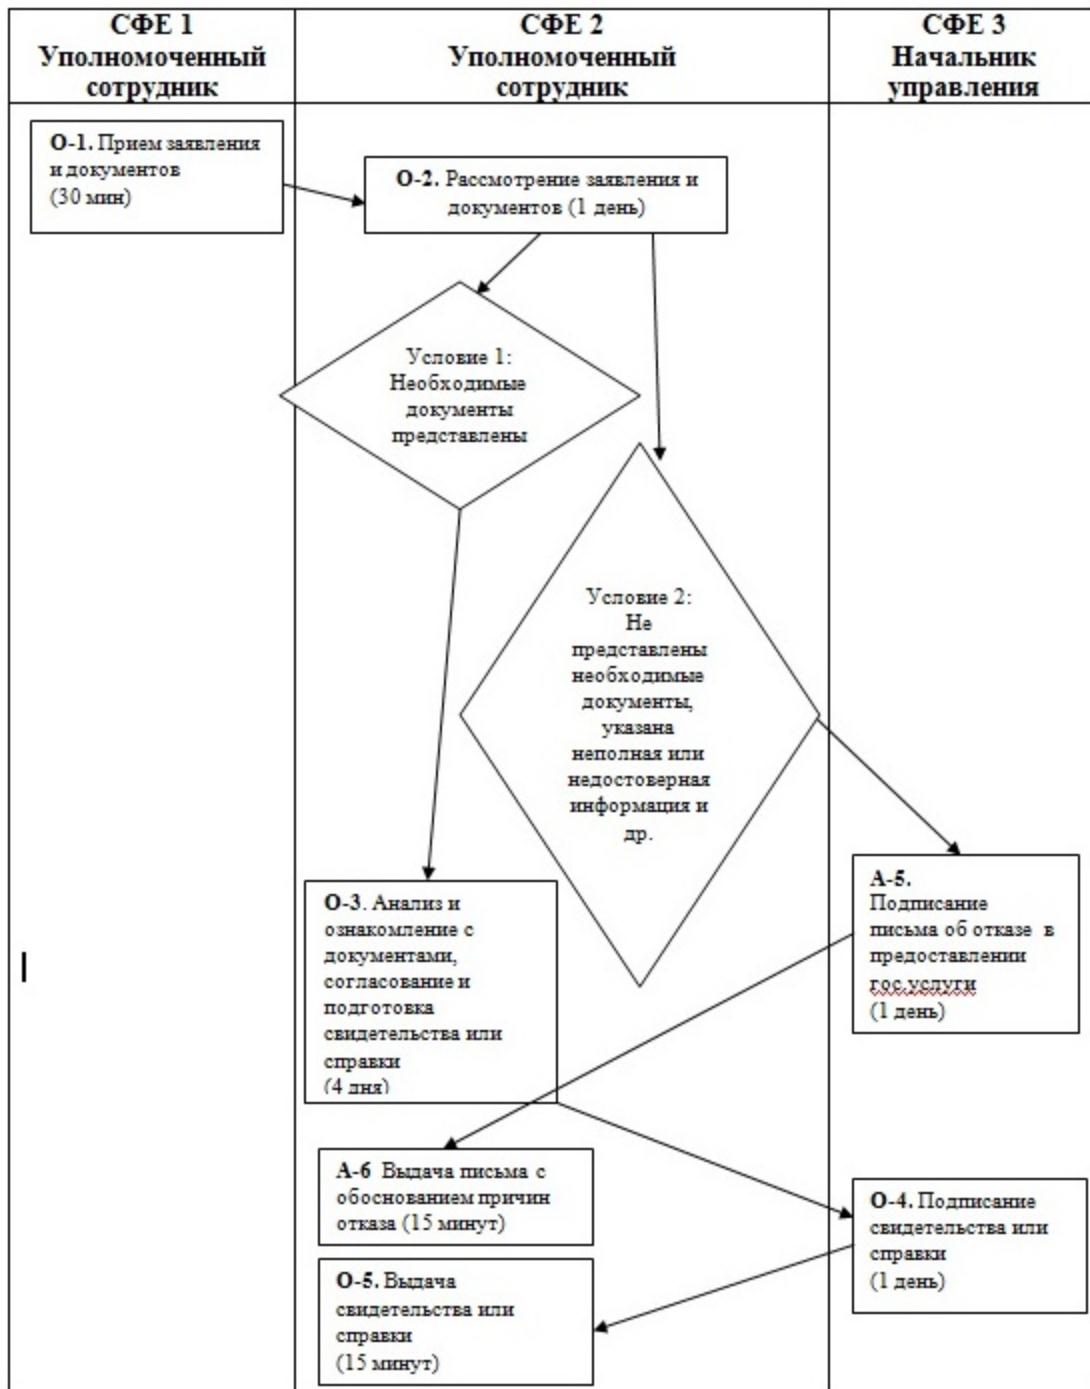 СФЕ 1
Уполномоченный
сотрудник
СФЕ 2
Уполномоченный
сотрудник
СФЕ 3
Начальник
управления
О-1. Прием заявления
и документов
(30 мин)
О-2. Рассмотрение заявления и
документов (1 день)
Условие 1:
Необходимые
документы
представлены
Условие 2:
Не
представлены
необходимые
документы,
указана
неполная или
недостоверная
информация и
др.
О-3. Анализ и
ознакомление с
документами,
согласование и
подготовка
свидетельства или
справки
(4 дня)
А-5.
Подписание
письма об отказе в
предоставлении
гос.услуги
(1 день)
А-6 Выдача письма с
обоснованием причин
отказа (15 минут)
О-4. Подписание
свидетельства или
справки
(1 день)
О-5. Выдача
свидетельства или
справки
(15 минут)